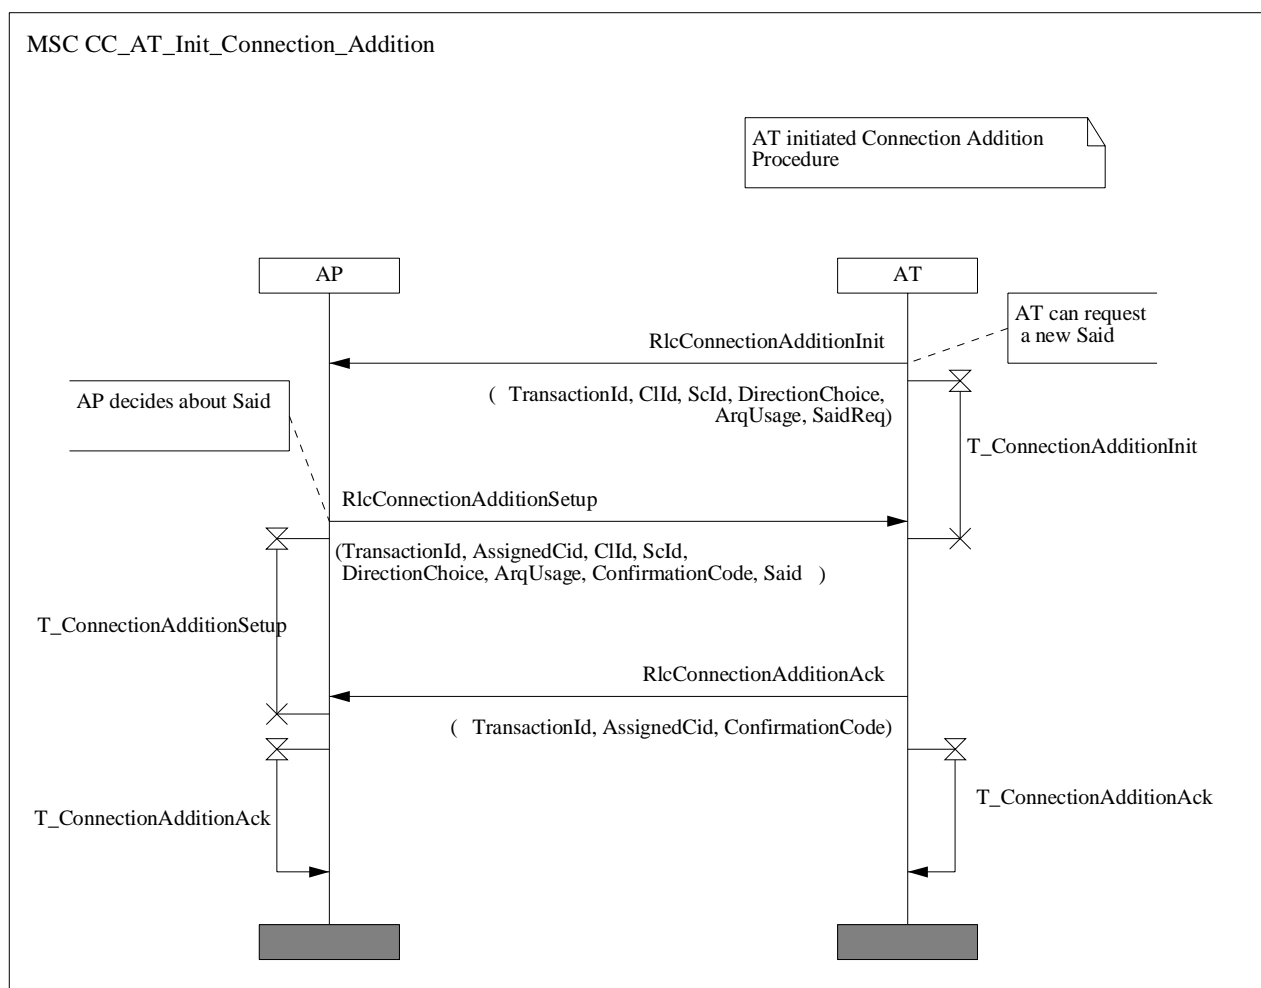 MSC CC_AT_Init_Connection_Addition
AT initiated Connection Addition
Procedure
AP
AT
AT can request
a new Said
RlcConnectionAdditionInit
( TransactionId, ClId, ScId, DirectionChoice,
ArqUsage, SaidReq)
AP decides about Said
T_ConnectionAdditionInit
RlcConnectionAdditionSetup
(TransactionId, AssignedCid, ClId, ScId,
DirectionChoice, ArqUsage, ConfirmationCode, Said )
T_ConnectionAdditionSetup
RlcConnectionAdditionAck
( TransactionId, AssignedCid, ConfirmationCode)
T_ConnectionAdditionAck
T_ConnectionAdditionAck